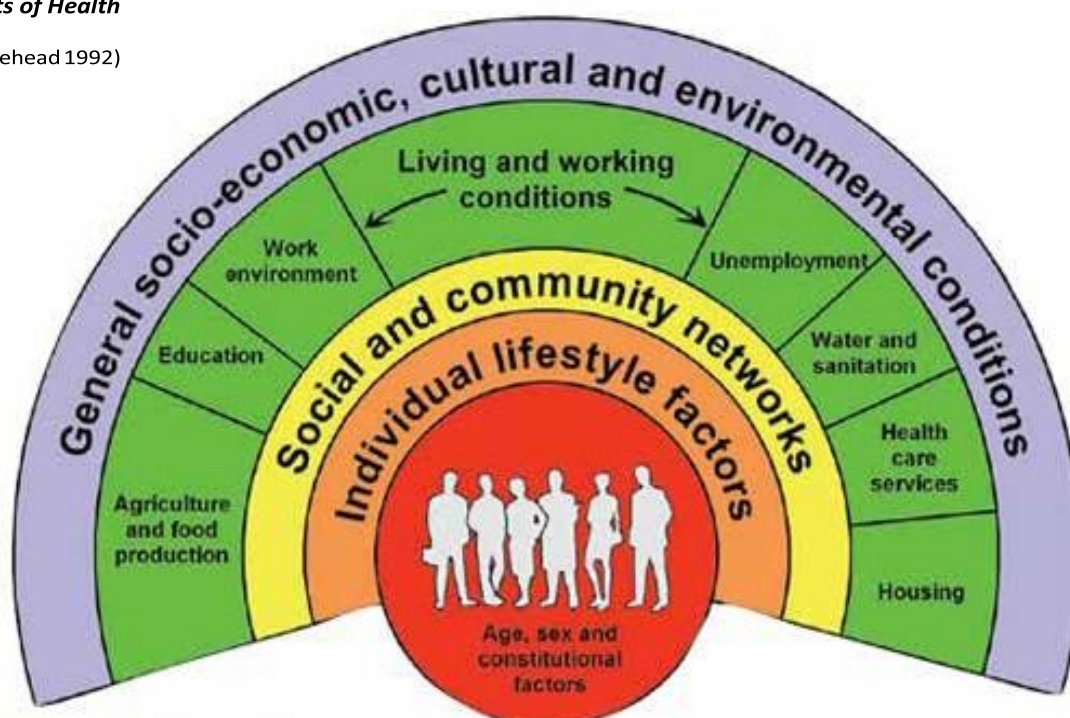 ts of Health
ehead 1992)
General socio-economic, cultural and environmental conditions
Living and working
conditions
Work
environment
Education
Agriculture
and food
production
Unemployment
Water and
sanitation
Health
care
services
Housing
Social and community networks
Individual lifestyle factors
Age, sex and
constitutional
factors